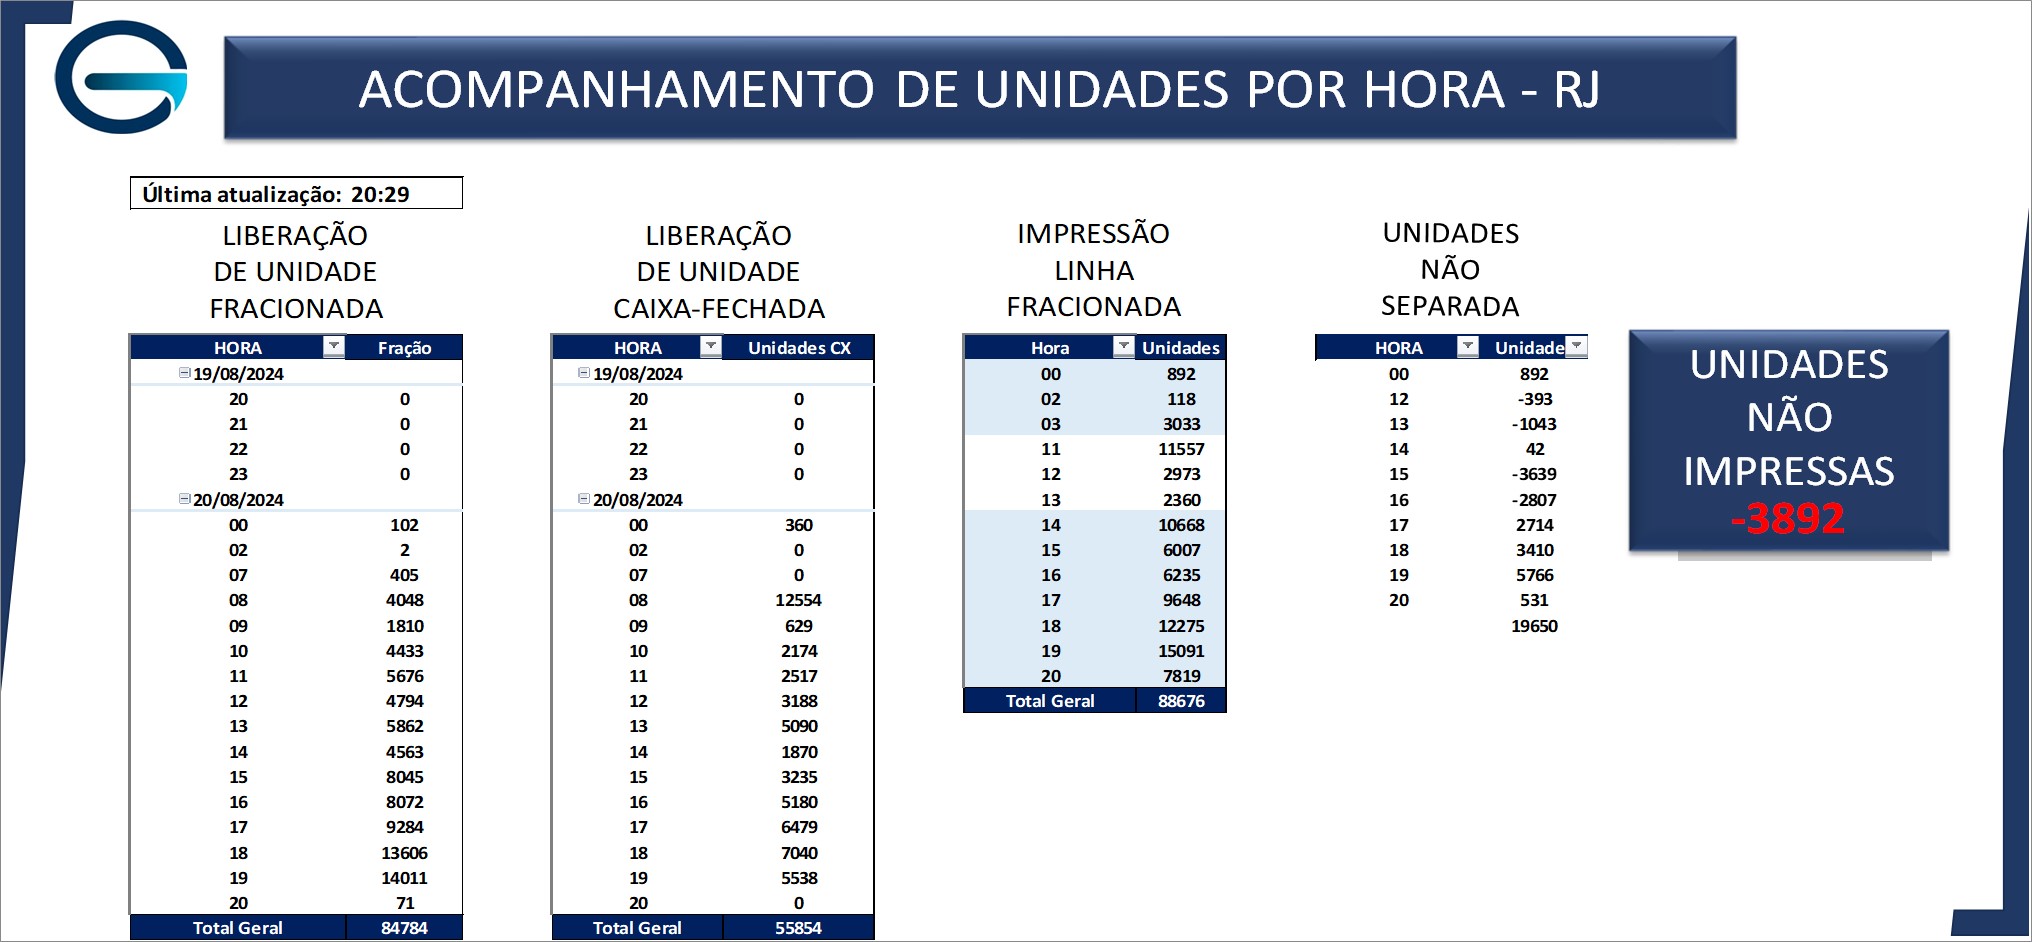 ACOMPANHAMENTO DE UNIDADES POR HORA - RJ
Última atualização: 20:29
LIBERAÇÃO
DE UNIDADE
FRACIONADA
HORA Fração
19/08/2024
20 0
21 0
22 0
23 0
20/08/2024
00 102
02 2
07 405
08 4048
09 1810
10 4433
11 5676
12 4794
13 5862
14 4563
15 8045
16 8072
17 9284
18 13606
19 14011
20 71
Total Geral 84784
LIBERAÇÃO
DE UNIDADE
CAIXA-FECHADA
HORA Unidades CX
19/08/2024
20 0
21 0
22 0
23 0
20/08/2024
00 360
02 0
07 0
08 12554
09 629
10 2174
11 2517
12 3188
13 5090
14 1870
15 3235
16 5180
17 6479
18 7040
19 5538
20 0
Total Geral 55854
IMPRESSÃO
LINHA
FRACIONADA
Hora Unidades
00 892
02 118
03 3033
11 11557
12 2973
13 2360
14 10668
15 6007
16 6235
17 9648
18 12275
19 15091
20 7819
Total Geral 88676
UNIDADES
NÃO
SEPARADA
HORA Unidade
00 892
12 -393
13 -1043
14 42
15 -3639
16 -2807
17 2714
18 3410
19 5766
20 531
19650
UNIDADES
NÃO
IMPRESSAS
-3892